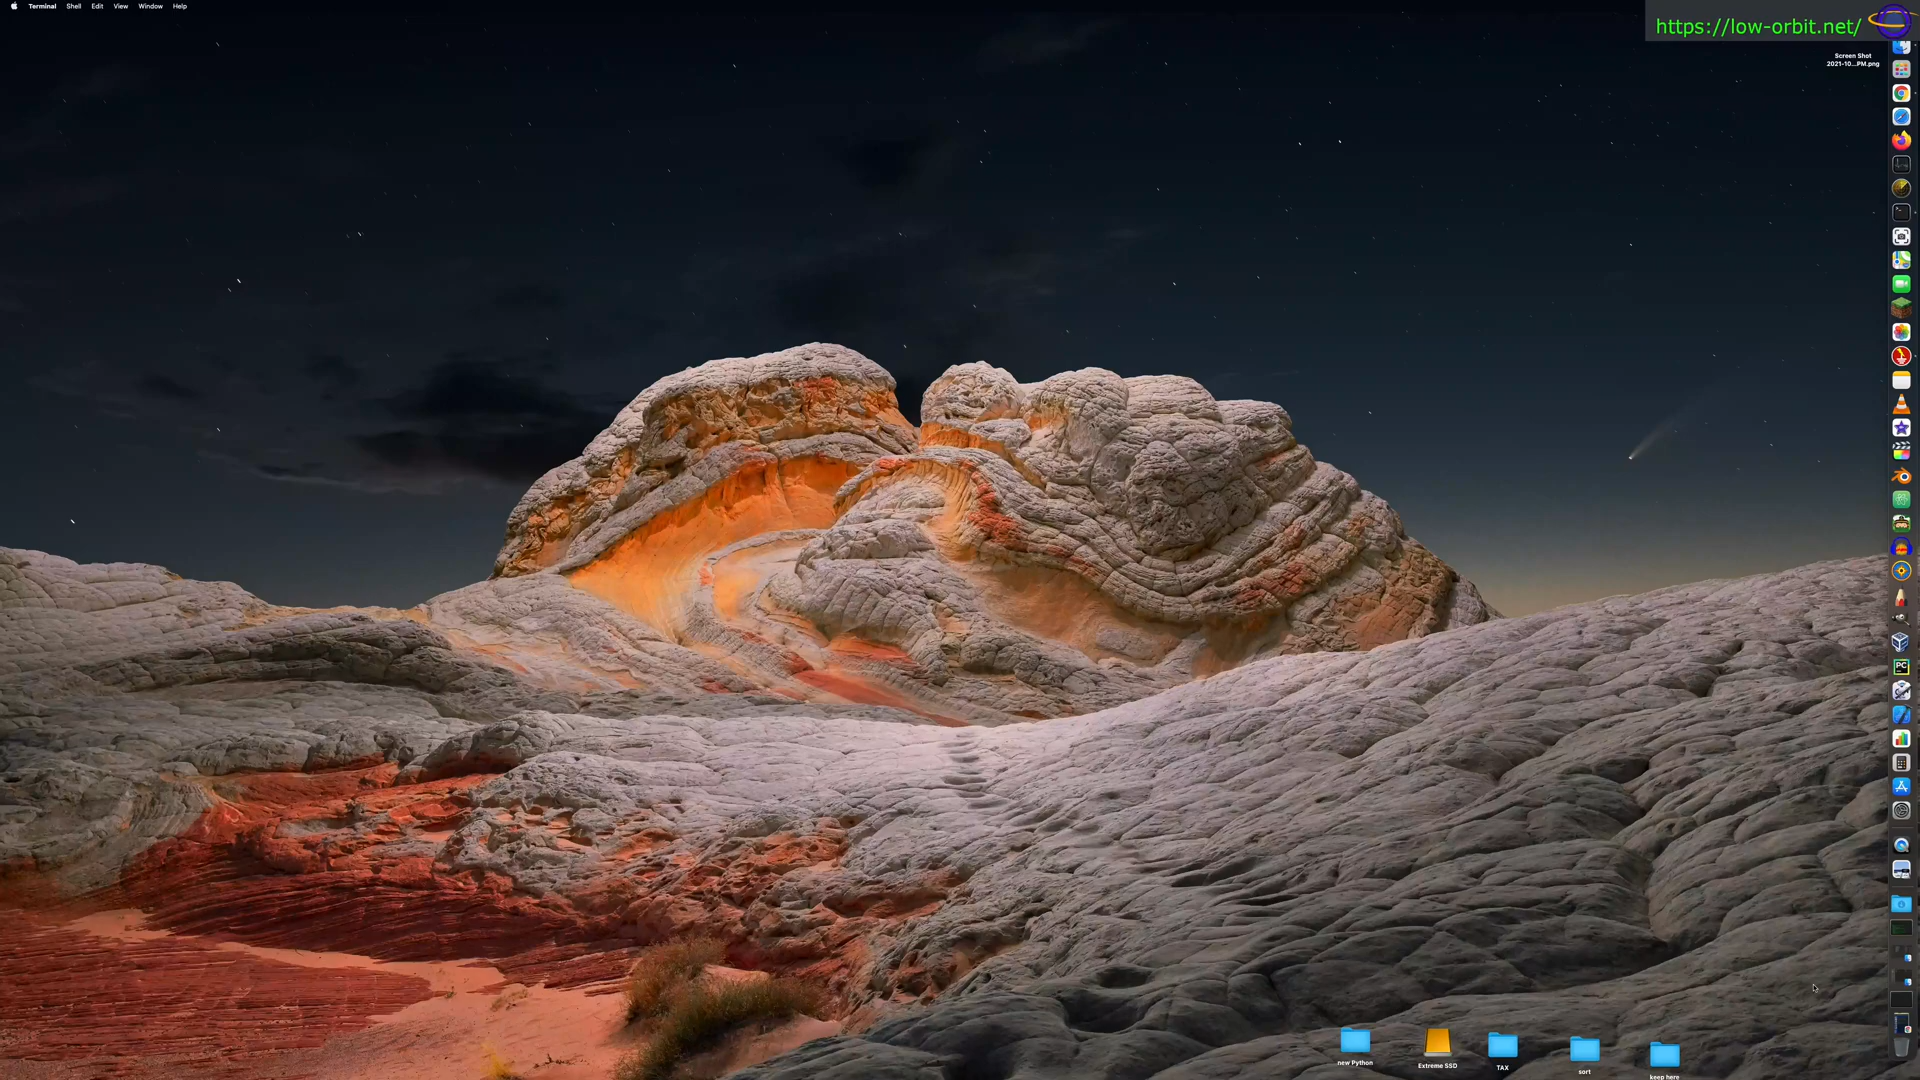 Terminal Shell Edit View Window Help
https://low-orbit.net/
Screen Shot
2021-10...PM.png
PC
new Python
Extreme SSD
TAX
sort
keep here